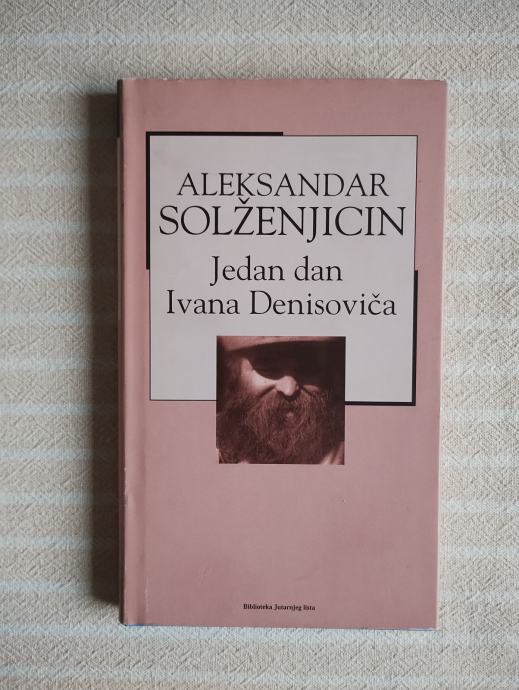 ALEKSANDAR
SOLŽENJICIN
Jedan dan
Ivana Denisoviča
Biblioteka Jutarnjeg lista